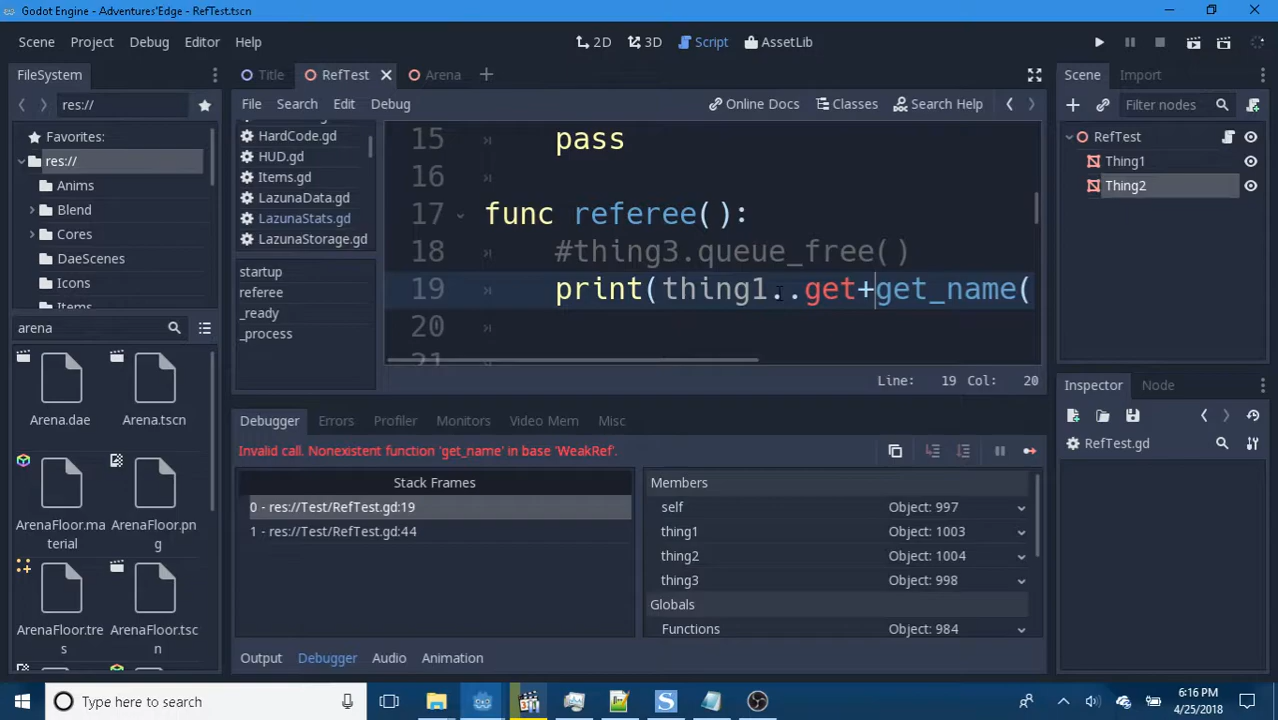 Godot Engine - Adventures'Edge - RefTest.tscn
Scene Project Debug Editor Help
2D 3D Script AssetLib
FileSystem
res://
Favorites:
res://
Anims
Blend
Cores
DaeScenes
Icons
Items
arena
Arena.dae
Arena.tscn
ArenaFloor.material
ArenaFloor.png
ArenaFloor.tres
ArenaFloor.tscn
Title RefTest Arena
File Search Edit Debug
Online Docs Classes Search Help
HardCode.gd
HUD.gd
Items.gd
LazunaData.gd
LazunaStats.gd
LazunaStorage.gd
startup
referee
_ready
_process
15 pass
16
17 func referee():
18 #thing3.queue_free()
19 print(thing1..get+get_name(
20
21
Line: 19 Col: 20
Debugger Errors Profiler Monitors Video Mem Misc
Invalid call. Nonexistent function 'get_name' in base 'WeakRef'.
Stack Frames
0 - res://Test/RefTest.gd:19
1 - res://Test/RefTest.gd:44
Members
self Object: 997
thing1 Object: 1003
thing2 Object: 1004
thing3 Object: 998
Globals
Functions Object: 984
Output Debugger Audio Animation
Scene Import
Filter nodes
RefTest
Thing1
Thing2
Inspector Node
RefTest.gd
Type here to search
6:16 PM
4/25/2018